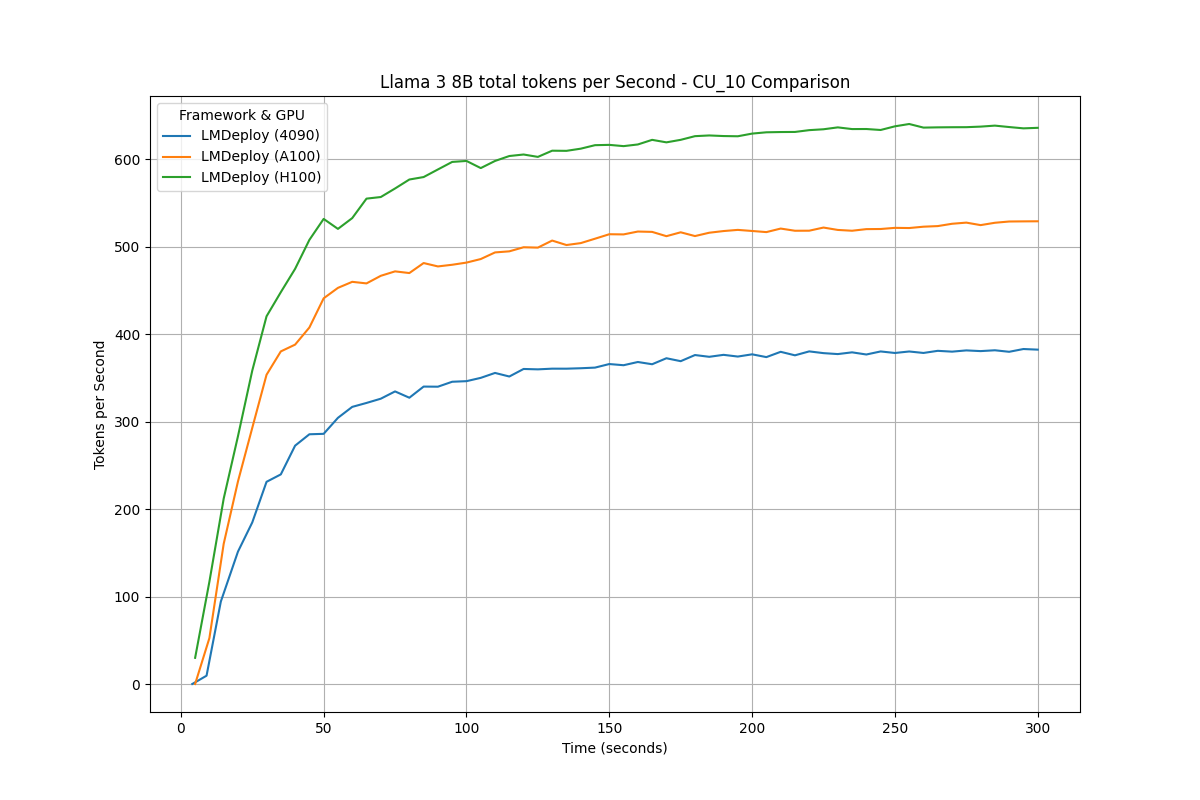 Llama 3 8B total tokens per Second - CU_10 Comparison
Framework & GPU
LMDeploy (4090)
LMDeploy (A100)
LMDeploy (H100)
Tokens per Second
600
500
400
300
200
100
0
0 50 100 150 200 250 300
Time (seconds)